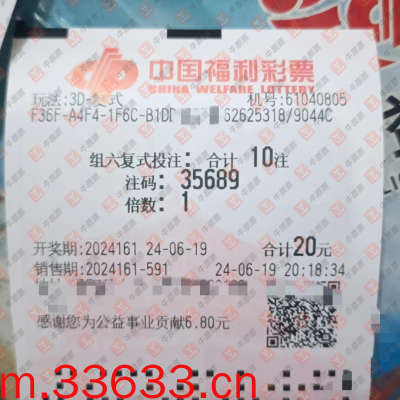 中国福利彩票
CHINA WELFARE LOTTERY
玩法:3D-复式 机号:61040805
F36F-A4F4-1F6C-B1D S2625318/9044C
组六复式投注: 合计 10注
注码: 35689
倍数: 1
开奖期:2024161 24-06-19 合计20元
销售期:2024161-591 24-06-19 20:18:34
感谢您为公益事业贡献6.80元
m.33633.cn